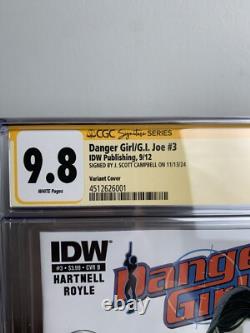 CGC Signature SERIES
9.8
WHITE Pages
Danger Girl/G.I. Joe #3
IDW Publishing, 9/12
SIGNED BY J. SCOTT CAMPBELL ON 11/13/24
Variant Cover
4512626001
IDW
#3 • $3.99 • CVR B
HARTNELL
ROYLE
Danger
Girl